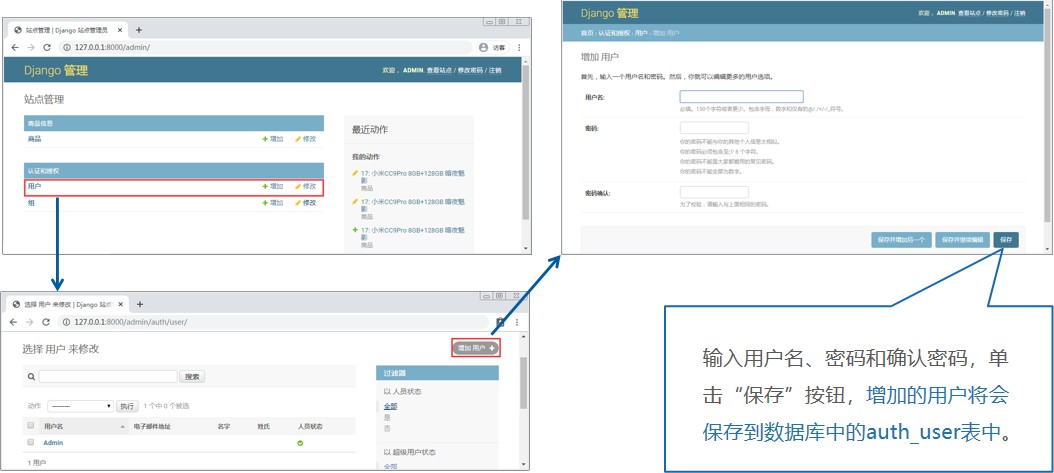 站点管理 | Django 站点管理员
127.0.0.1:8000/admin/
访客
Django 管理
欢迎， ADMIN. 查看站点 / 修改密码 / 注销
站点管理
商品信息
商品 增加 修改
认证和授权
用户 增加 修改
组 增加 修改
最近动作
我的动作
17: 小米CC9Pro 8GB+128GB 暗夜魅影
商品
17: 小米CC9Pro 8GB+128GB 暗夜魅影
商品
17: 小米CC9Pro 8GB+128GB 暗夜魅影
商品
选择 用户 来修改 | Django 站点
127.0.0.1:8000/admin/auth/user/
选择 用户 来修改
增加 用户
搜索
动作 --------- 执行 1 个中 0 个被选
用户名 电子邮件地址 名字 姓氏 人员状态
Admin
1 用户
过滤器
以 人员状态
全部
是
否
以 超级用户状态
全部
Django 管理
欢迎， ADMIN. 查看站点 / 修改密码 / 注销
首页 › 认证和授权 › 用户 › 增加 用户
增加 用户
首先，输入一个用户名和密码。然后，你就可以编辑更多的用户选项。
用户名:
必填。150个字符或者更少。包含字母，数字和仅有的@/./+/-/_符号。
密码:
你的密码不能与你的其他个人信息太相似。
你的密码必须包含至少 8 个字符。
你的密码不能是大家都爱用的常见密码。
你的密码不能全部为数字。
密码确认:
为了校验，请输入与上面相同的密码。
保存并增加另一个 保存并继续编辑 保存
输入用户名、密码和确认密码，单
击“保存”按钮，增加的用户将会
保存到数据库中的auth_user表中。